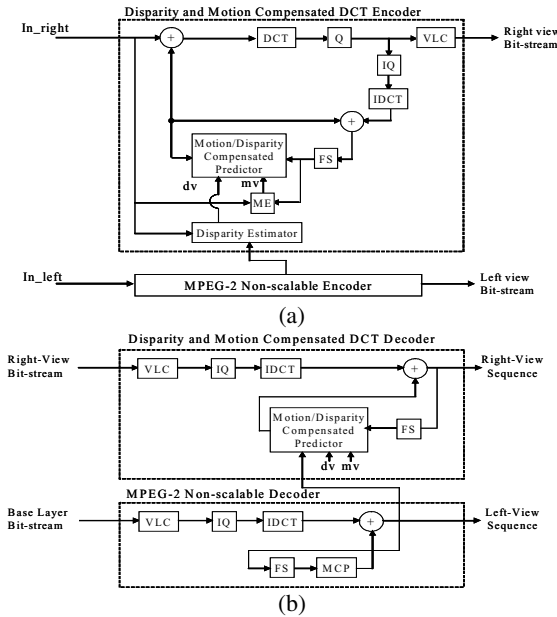 Disparity and Motion Compensated DCT Encoder
In_right
+
DCT
Q
VLC
Right view
Bit-stream
IQ
IDCT
+
Motion/Disparity
Compensated
Predictor
FS
dv
mv
ME
Disparity Estimator
In_left
MPEG-2 Non-scalable Encoder
Left view
Bit-stream
(a)
Disparity and Motion Compensated DCT Decoder
Right-View
Bit-stream
VLC
IQ
IDCT
+
Right-View
Sequence
Motion/Disparity
Compensated
Predictor
FS
dv
mv
MPEG-2 Non-scalable Decoder
Base Layer
Bit-stream
VLC
IQ
IDCT
+
Left-View
Sequence
FS
MCP
(b)